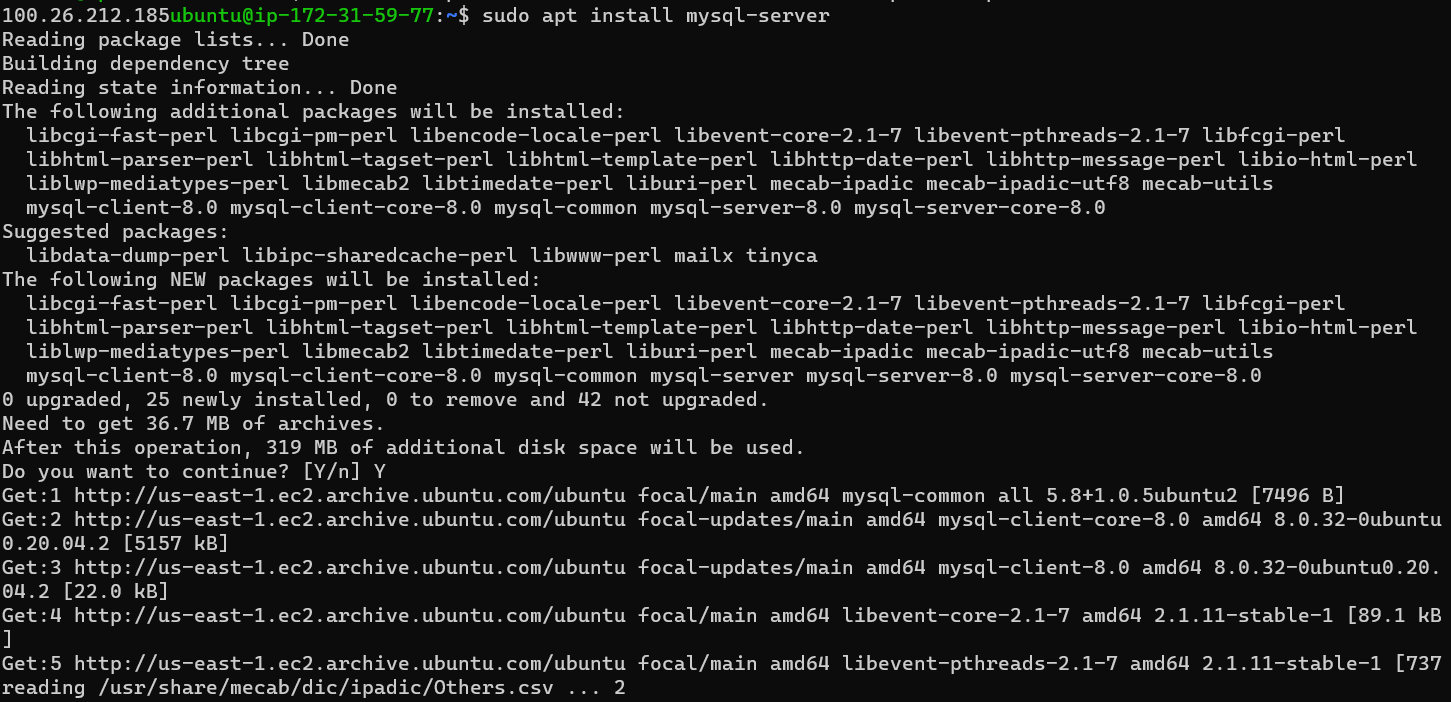 100.26.212.185ubuntu@ip-172-31-59-77:~$ sudo apt install mysql-server
Reading package lists... Done
Building dependency tree
Reading state information... Done
The following additional packages will be installed:
  libcgi-fast-perl libcgi-pm-perl libencode-locale-perl libevent-core-2.1-7 libevent-pthreads-2.1-7 libfcgi-perl
  libhtml-parser-perl libhtml-tagset-perl libhtml-template-perl libhttp-date-perl libhttp-message-perl libio-html-perl
  liblwp-mediatypes-perl libmecab2 libtimedate-perl liburi-perl mecab-ipadic mecab-ipadic-utf8 mecab-utils
  mysql-client-8.0 mysql-client-core-8.0 mysql-common mysql-server-8.0 mysql-server-core-8.0
Suggested packages:
  libdata-dump-perl libipc-sharedcache-perl libwww-perl mailx tinyca
The following NEW packages will be installed:
  libcgi-fast-perl libcgi-pm-perl libencode-locale-perl libevent-core-2.1-7 libevent-pthreads-2.1-7 libfcgi-perl
  libhtml-parser-perl libhtml-tagset-perl libhtml-template-perl libhttp-date-perl libhttp-message-perl libio-html-perl
  liblwp-mediatypes-perl libmecab2 libtimedate-perl liburi-perl mecab-ipadic mecab-ipadic-utf8 mecab-utils
  mysql-client-8.0 mysql-client-core-8.0 mysql-common mysql-server mysql-server-8.0 mysql-server-core-8.0
0 upgraded, 25 newly installed, 0 to remove and 42 not upgraded.
Need to get 36.7 MB of archives.
After this operation, 319 MB of additional disk space will be used.
Do you want to continue? [Y/n] Y
Get:1 http://us-east-1.ec2.archive.ubuntu.com/ubuntu focal/main amd64 mysql-common all 5.8+1.0.5ubuntu2 [7496 B]
Get:2 http://us-east-1.ec2.archive.ubuntu.com/ubuntu focal-updates/main amd64 mysql-client-core-8.0 amd64 8.0.32-0ubuntu
0.20.04.2 [5157 kB]
Get:3 http://us-east-1.ec2.archive.ubuntu.com/ubuntu focal-updates/main amd64 mysql-client-8.0 amd64 8.0.32-0ubuntu0.20.
04.2 [22.0 kB]
Get:4 http://us-east-1.ec2.archive.ubuntu.com/ubuntu focal/main amd64 libevent-core-2.1-7 amd64 2.1.11-stable-1 [89.1 kB
]
Get:5 http://us-east-1.ec2.archive.ubuntu.com/ubuntu focal/main amd64 libevent-pthreads-2.1-7 amd64 2.1.11-stable-1 [737
reading /usr/share/mecab/dic/ipadic/Others.csv ... 2